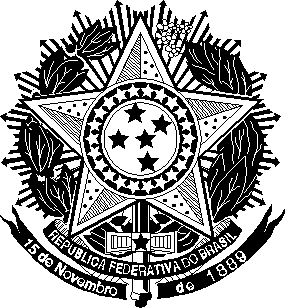 REPÚBLICA FEDERATIVA DO BRASIL
15 de Novembro de 1889